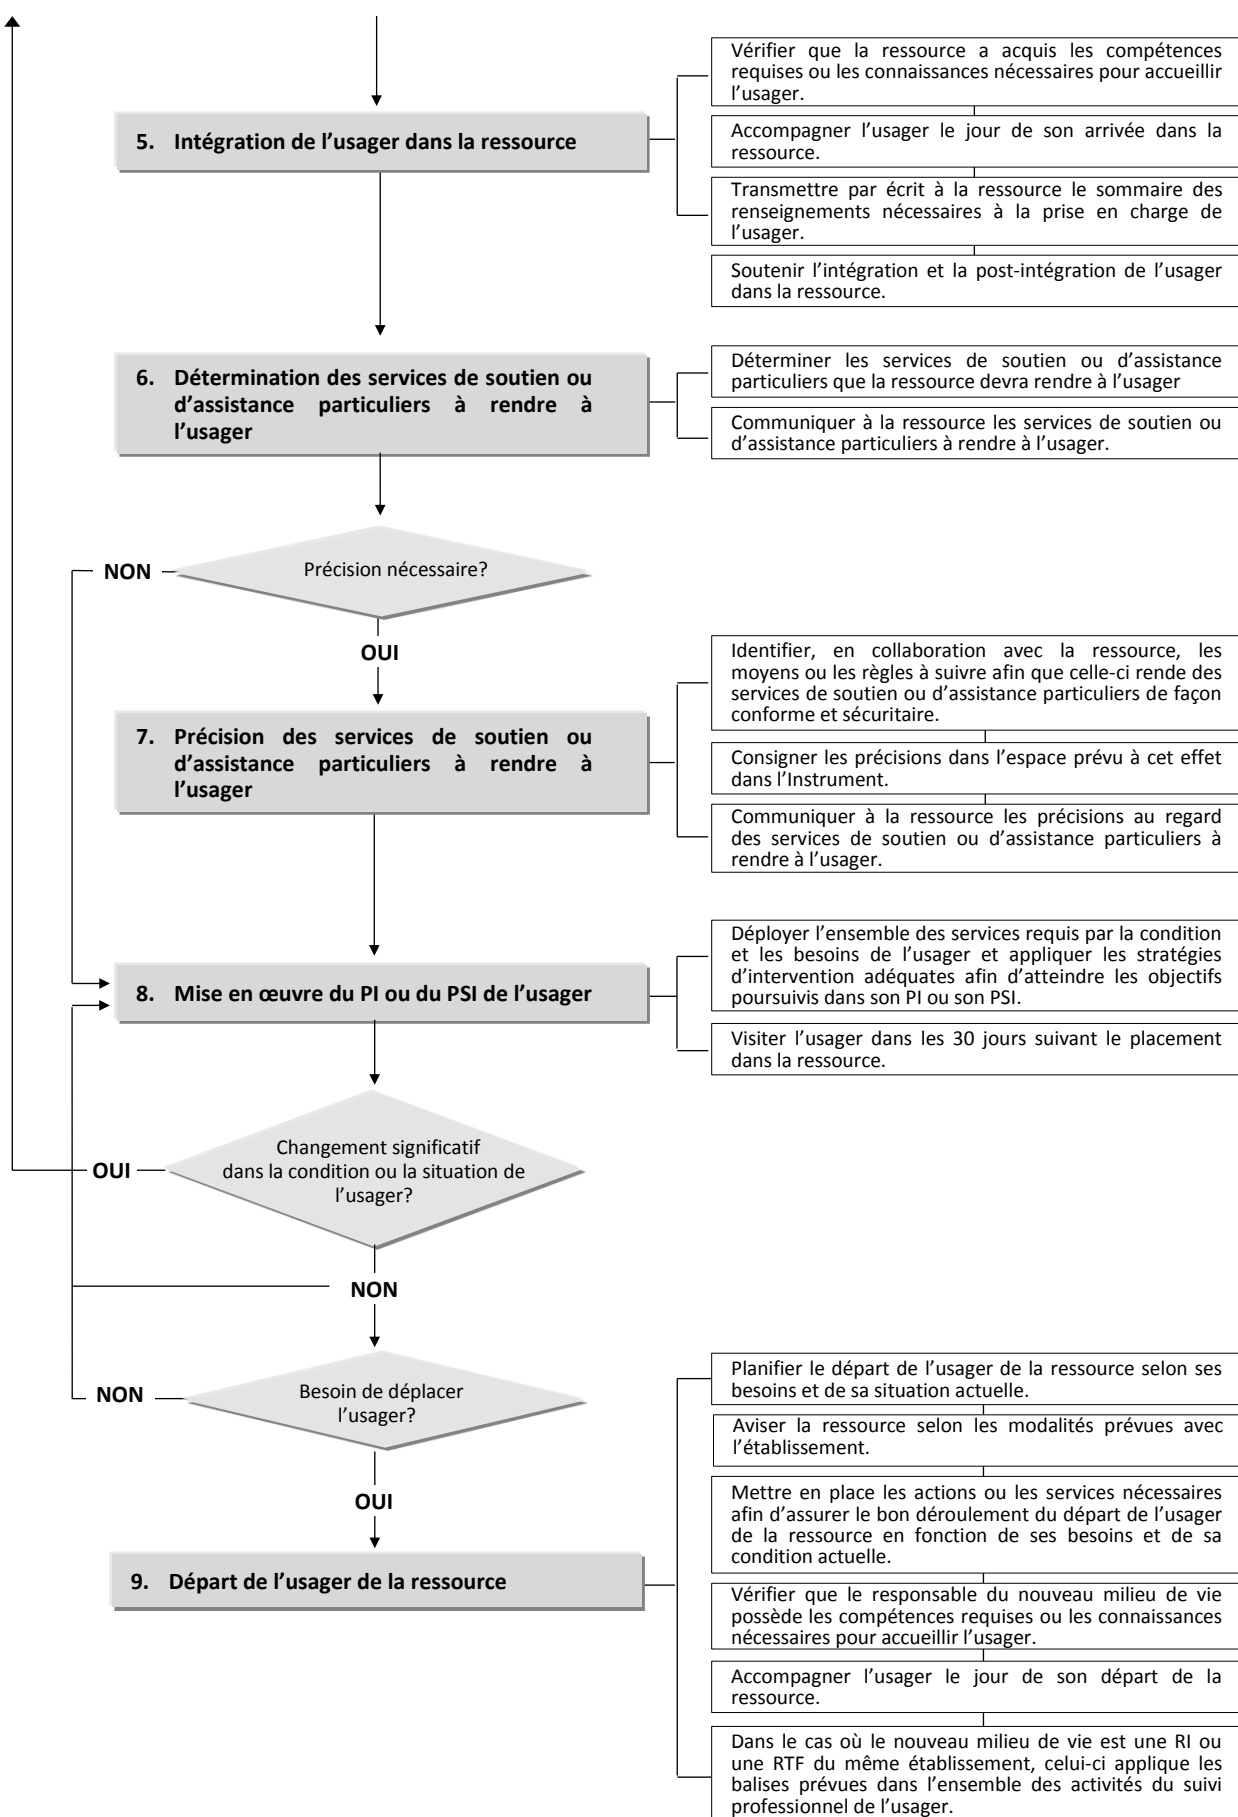 5. Intégration de l’usager dans la ressource
Vérifier que la ressource a acquis les compétences
requises ou les connaissances nécessaires pour accueillir
l’usager.
Accompagner l’usager le jour de son arrivée dans la
ressource.
Transmettre par écrit à la ressource le sommaire des
renseignements nécessaires à la prise en charge de
l’usager.
Soutenir l’intégration et la post-intégration de l’usager
dans la ressource.
6. Détermination des services de soutien ou
d’assistance particuliers à rendre à
l’usager
Déterminer les services de soutien ou d’assistance
particuliers que la ressource devra rendre à l’usager
Communiquer à la ressource les services de soutien ou
d’assistance particuliers à rendre à l’usager.
Précision nécessaire?
NON
OUI
7. Précision des services de soutien ou
d’assistance particuliers à rendre à
l’usager
Identifier, en collaboration avec la ressource, les
moyens ou les règles à suivre afin que celle-ci rende des
services de soutien ou d’assistance particuliers de façon
conforme et sécuritaire.
Consigner les précisions dans l’espace prévu à cet effet
dans l’Instrument.
Communiquer à la ressource les précisions au regard
des services de soutien ou d’assistance particuliers à
rendre à l’usager.
8. Mise en œuvre du PI ou du PSI de l’usager
Déployer l’ensemble des services requis par la condition
et les besoins de l’usager et appliquer les stratégies
d’intervention adéquates afin d’atteindre les objectifs
poursuivis dans son PI ou son PSI.
Visiter l’usager dans les 30 jours suivant le placement
dans la ressource.
Changement significatif
dans la condition ou la situation de
l’usager?
OUI
NON
Besoin de déplacer
l’usager?
NON
OUI
9. Départ de l’usager de la ressource
Planifier le départ de l’usager de la ressource selon ses
besoins et de sa situation actuelle.
Aviser la ressource selon les modalités prévues avec
l’établissement.
Mettre en place les actions ou les services nécessaires
afin d’assurer le bon déroulement du départ de l’usager
de la ressource en fonction de ses besoins et de sa
condition actuelle.
Vérifier que le responsable du nouveau milieu de vie
possède les compétences requises ou les connaissances
nécessaires pour accueillir l’usager.
Accompagner l’usager le jour de son départ de la
ressource.
Dans le cas où le nouveau milieu de vie est une RI ou
une RTF du même établissement, celui-ci applique les
balises prévues dans l’ensemble des activités du suivi
professionnel de l’usager.